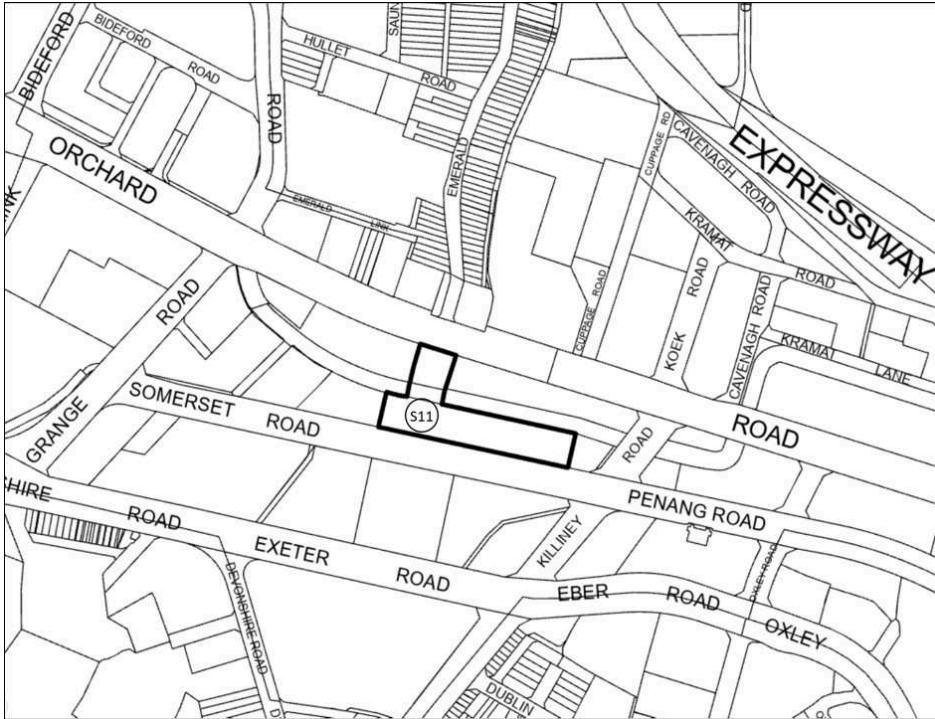 BIDEFORD
BIDEFORD
ROAD
SAUN
HULLET
ROAD
ROAD
EMERALD
ORCHARD
EMERALD
LINK
INK
CUPPAGE RD
CAVENAGH ROAD
EXPRESSWAY
KRAMAT
ROAD
CUPPAGE ROAD
KOEK ROAD
CAVENAGH ROAD
KRAMAT
LANE
GRANGE ROAD
SOMERSET ROAD
S11
ROAD
KILLINEY ROAD
PENANG ROAD
SHIRE
ROAD
EXETER ROAD
DEVONSHIRE ROAD
EBER ROAD
OXLEY ROAD
OXLEY
DUBLIN